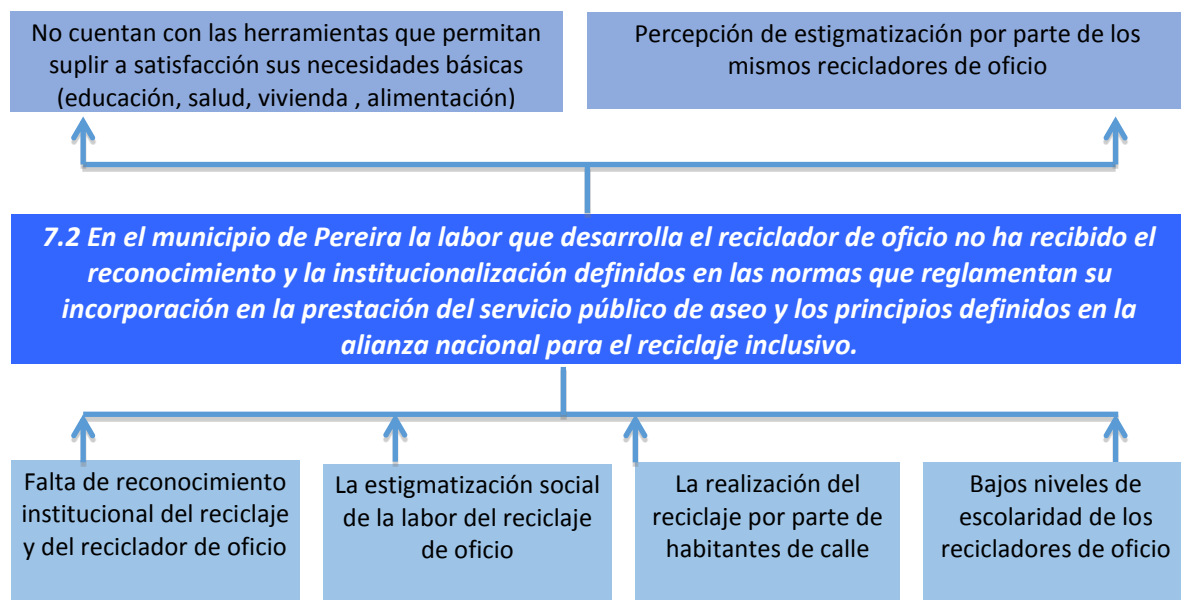 No cuentan con las herramientas que permitan
suplir a satisfacción sus necesidades básicas
(educación, salud, vivienda , alimentación)
Percepción de estigmatización por parte de los
mismos recicladores de oficio
7.2 En el municipio de Pereira la labor que desarrolla el reciclador de oficio no ha recibido el
reconocimiento y la institucionalización definidos en las normas que reglamentan su
incorporación en la prestación del servicio público de aseo y los principios definidos en la
alianza nacional para el reciclaje inclusivo.
Falta de reconocimiento
institucional del reciclaje
y del reciclador de oficio
La estigmatización social
de la labor del reciclaje
de oficio
La realización del
reciclaje por parte de
habitantes de calle
Bajos niveles de
escolaridad de los
recicladores de oficio